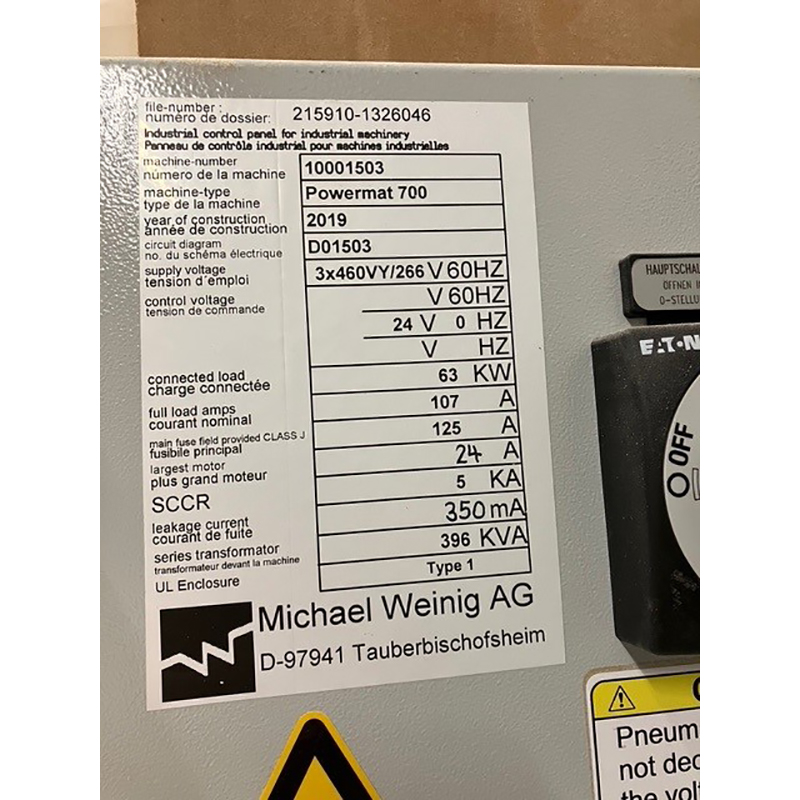 file-number :
numéro de dossier: 215910-1326046
Industrial control panel for industrial machinery
Panneau de contrôle industriel pour machines industrielles
machine-number
numéro de la machine 10001503
machine-type
type de la machine Powermat 700
year of construction
année de construction 2019
circuit diagram
no. du schéma électrique D01503
supply voltage
tension d'emploi 3x460VY/266 V 60HZ
V 60HZ
control voltage
tension de commande 24 V 0 HZ
V HZ
connected load
charge connectée 63 KW
full load amps
courant nominal 107 A
main fuse field provided CLASS J
fusibile principal 125 A
largest motor
plus grand moteur 24 A
SCCR 5 KA
leakage current
courant de fuite 350 mA
series transformator
transformateur devant la machine 396 KVA
UL Enclosure Type 1
Michael Weinig AG
D-97941 Tauberbischofsheim
HAUPTSCHAL
ÖFFNEN I
0-STELLU
EAT•N
OFF
Pneum
not dec
the vol